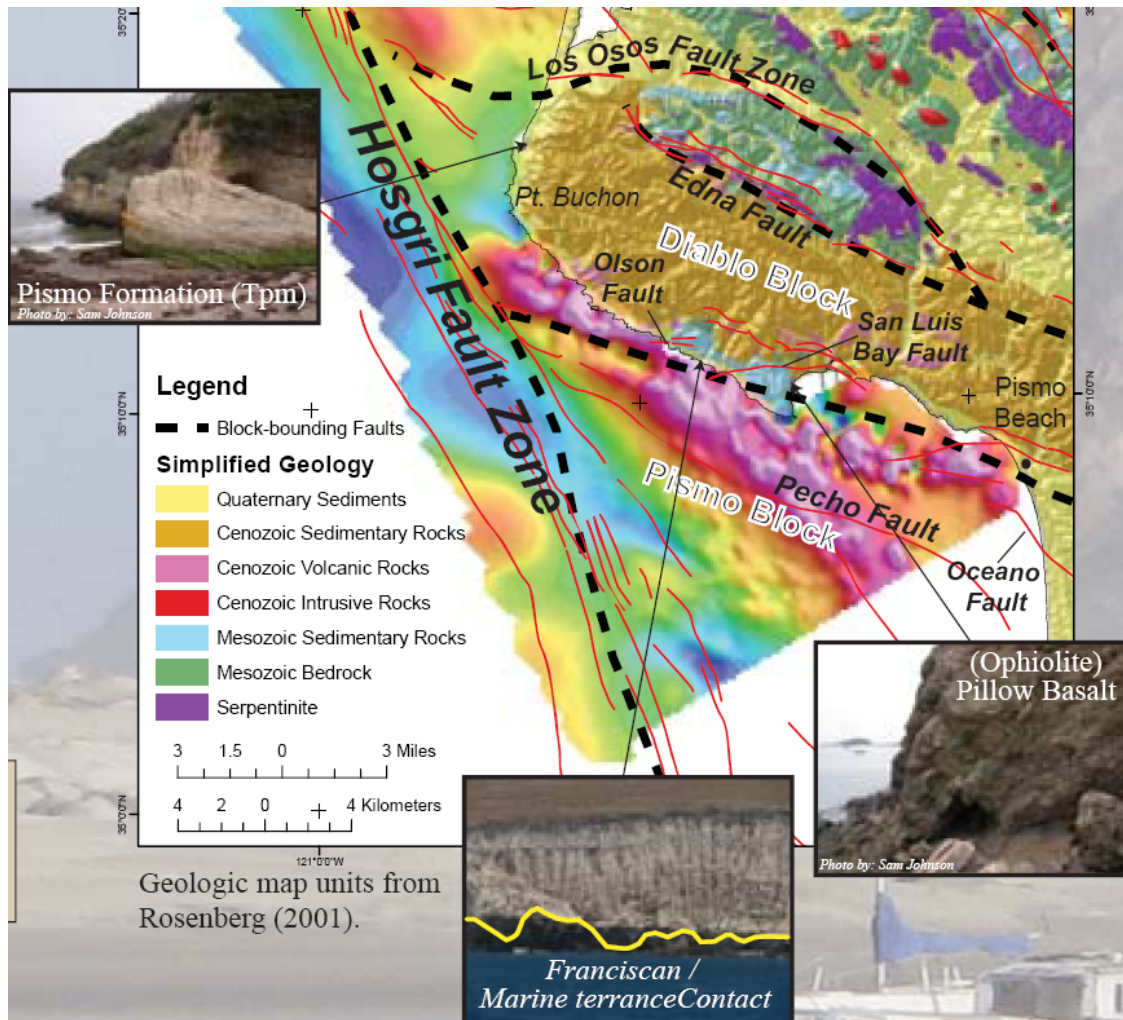 35°20'
Los Osos Fault Zone
Hosgri Fault Zone
Pt. Buchon
Edna Fault
Diablo Block
Olson
Fault
San Luis
Bay Fault
Pismo
Beach
Pismo Block
Pecho Fault
Oceano
Fault
Pismo Formation (Tpm)
Photo by: Sam Johnson
35°10'0"N
35°10'0"N
Legend
Block-bounding Faults
Simplified Geology
Quaternary Sediments
Cenozoic Sedimentary Rocks
Cenozoic Volcanic Rocks
Cenozoic Intrusive Rocks
Mesozoic Sedimentary Rocks
Mesozoic Bedrock
Serpentinite
3 1.5 0 3 Miles
4 2 0 4 Kilometers
35°0'0"N
121°0'0"W
Geologic map units from
Rosenberg (2001).
(Ophiolite)
Pillow Basalt
Photo by: Sam Johnson
Franciscan /
Marine terranceContact